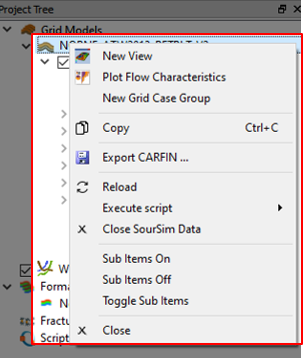 Project Tree
Grid Models
New View
Plot Flow Characteristics
New Grid Case Group
Copy Ctrl+C
Export CARFIN ...
Reload
Execute script
Close SourSim Data
Sub Items On
Sub Items Off
Toggle Sub Items
Close
W
Forma
N
Fractu
Script